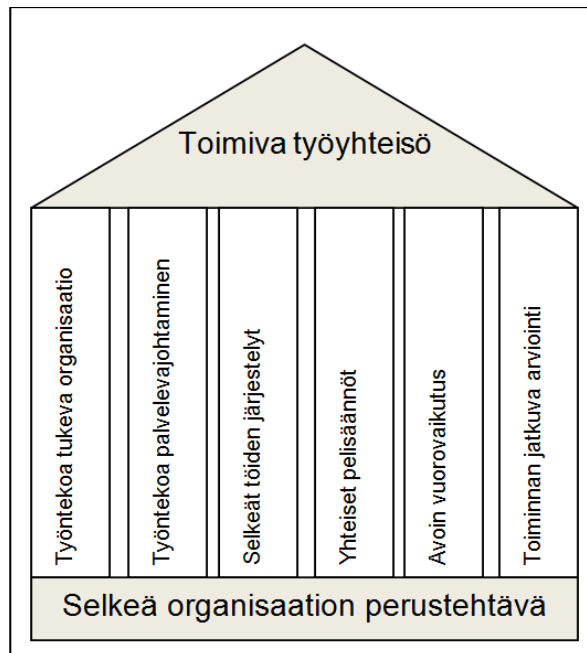 Toimiva työyhteisö
Työntekoa tukeva organisaatio
Työntekoa palvelevajohtaminen
Selkeät töiden järjestelyt
Yhteiset pelisäännöt
Avoin vuorovaikutus
Toiminnan jatkuva arviointi
Selkeä organisaation perustehtävä